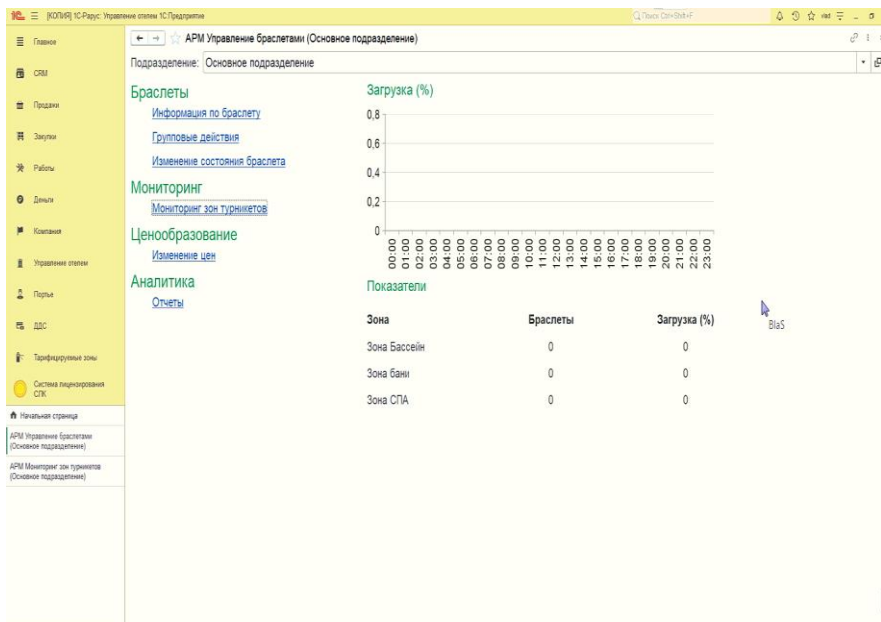 1С [КОПИЯ] 1С-Рарус: Управление отелем 1С:Предприятие
Поиск Ctrl+Shift+F
vlad
Главное
CRM
Продажи
Закупки
Работы
Деньги
Компания
Управление отелем
Портье
ДДС
Тарифицируемые зоны
Система лицензирования
СЛК
Начальная страница
АРМ Управление браслетами
(Основное подразделение)
АРМ Мониторинг зон турникетов
(Основное подразделение)
АРМ Управление браслетами (Основное подразделение)
Подразделение: Основное подразделение
Браслеты
Информация по браслету
Групповые действия
Изменение состояния браслета
Мониторинг
Мониторинг зон турникетов
Ценообразование
Изменение цен
Аналитика
Отчеты
Загрузка (%)
0,8
0,6
0,4
0,2
0
00:00 01:00 02:00 03:00 04:00 05:00 06:00 07:00 08:00 09:00 10:00 11:00 12:00 13:00 14:00 15:00 16:00 17:00 18:00 19:00 20:00 21:00 22:00 23:00
Показатели
Зона Браслеты Загрузка (%)
Зона Бассейн 0 0
Зона бани 0 0
Зона СПА 0 0
BlaS